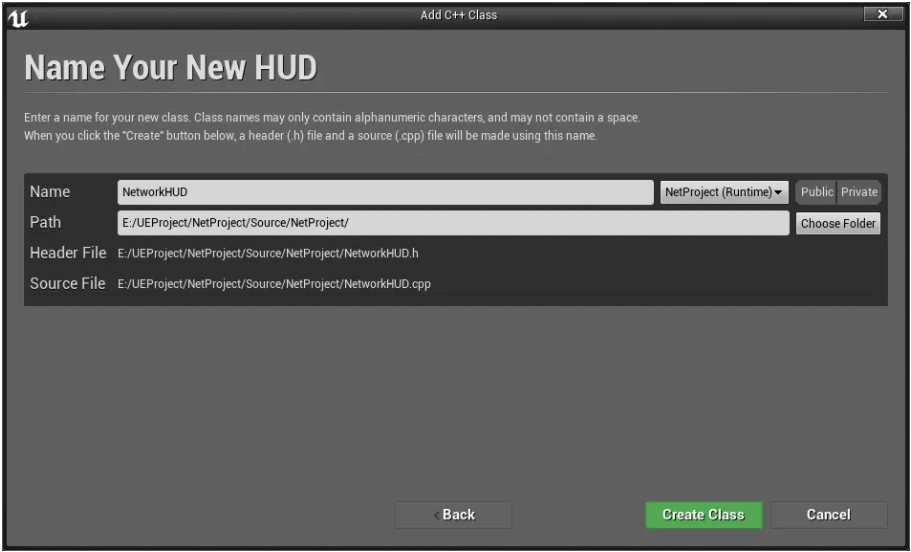 Add C++ Class
Name Your New HUD
Enter a name for your new class. Class names may only contain alphanumeric characters, and may not contain a space.
When you click the "Create" button below, a header (.h) file and a source (.cpp) file will be made using this name.
Name NetworkHUD NetProject (Runtime) Public Private
Path E:/UEProject/NetProject/Source/NetProject/ Choose Folder
Header File E:/UEProject/NetProject/Source/NetProject/NetworkHUD.h
Source File E:/UEProject/NetProject/Source/NetProject/NetworkHUD.cpp
Back Create Class Cancel